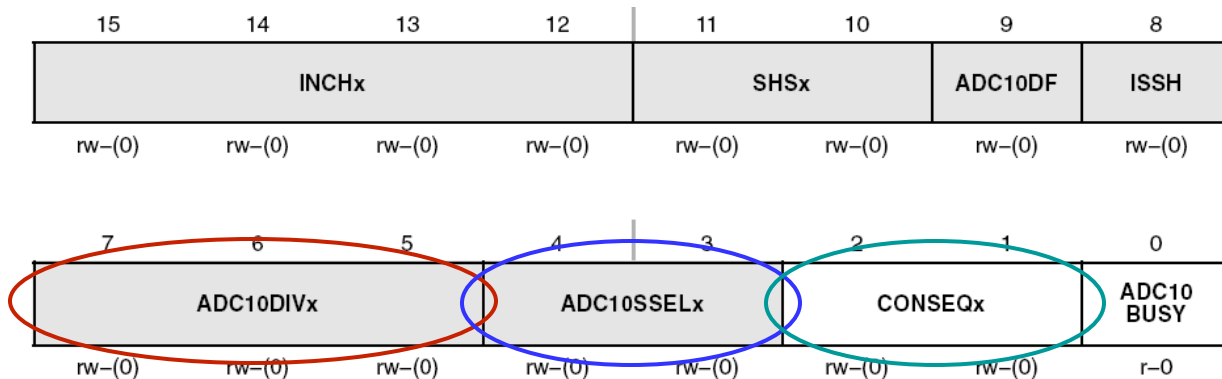 15 14 13 12 11 10 9 8
INCHx SHSx ADC10DF ISSH
rw–(0) rw–(0) rw–(0) rw–(0) rw–(0) rw–(0) rw–(0) rw–(0)
7 6 5 4 3 2 1 0
ADC10DIVx ADC10SSELx CONSEQx ADC10
BUSY
rw–(0) rw–(0) rw–(0) rw–(0) rw–(0) rw–(0) rw–(0) r–0